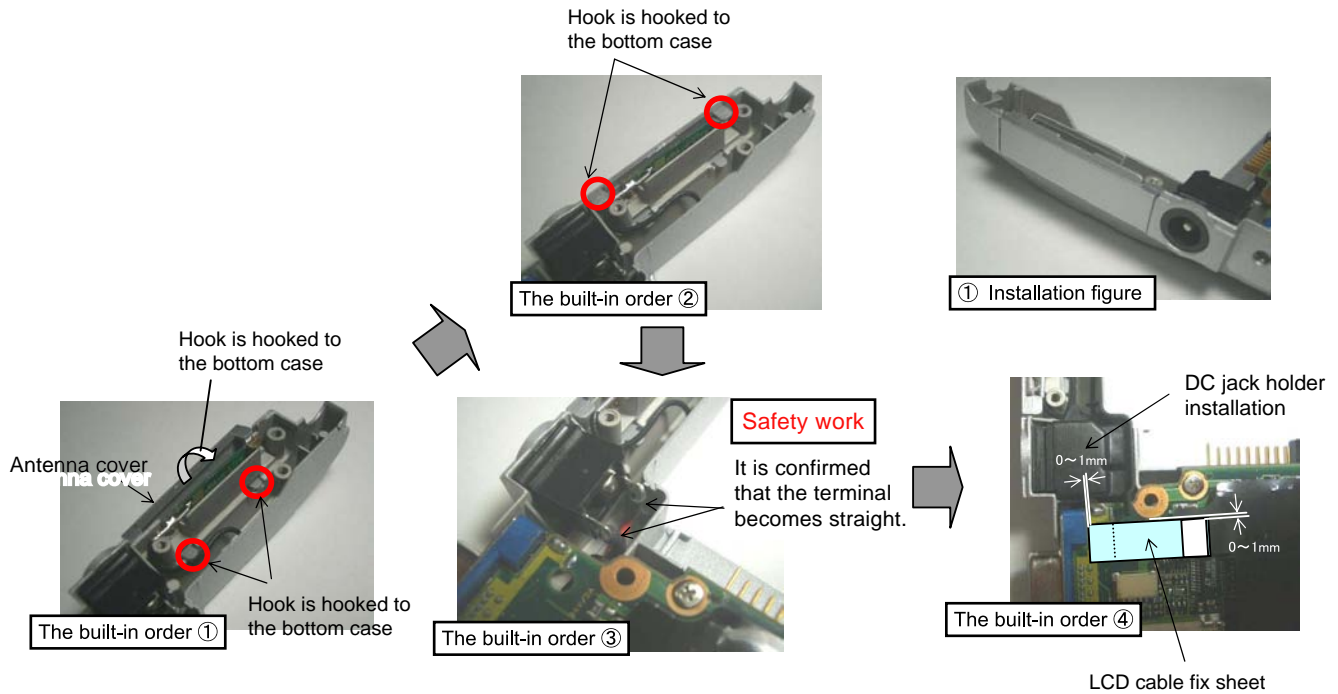 Hook is hooked to
the bottom case
The built-in order ②
① Installation figure
Hook is hooked to
the bottom case
Antenna cover
nna cover
Hook is hooked to
the bottom case
The built-in order ①
Safety work
It is confirmed
that the terminal
becomes straight.
The built-in order ③
DC jack holder
installation
0～1mm
0～1mm
The built-in order ④
LCD cable fix sheet